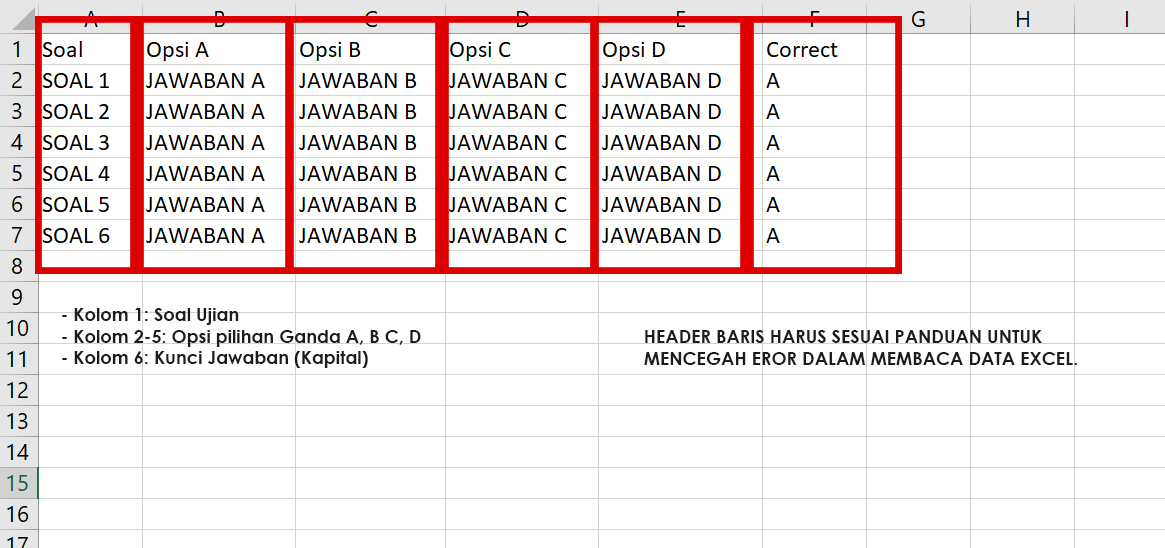 A B C D E F G H I
1 Soal Opsi A Opsi B Opsi C Opsi D Correct
2 SOAL 1 JAWABAN A JAWABAN B JAWABAN C JAWABAN D A
3 SOAL 2 JAWABAN A JAWABAN B JAWABAN C JAWABAN D A
4 SOAL 3 JAWABAN A JAWABAN B JAWABAN C JAWABAN D A
5 SOAL 4 JAWABAN A JAWABAN B JAWABAN C JAWABAN D A
6 SOAL 5 JAWABAN A JAWABAN B JAWABAN C JAWABAN D A
7 SOAL 6 JAWABAN A JAWABAN B JAWABAN C JAWABAN D A
8
9
- Kolom 1: Soal Ujian
10 - Kolom 2-5: Opsi pilihan Ganda A, B C, D HEADER BARIS HARUS SESUAI PANDUAN UNTUK
11 - Kolom 6: Kunci Jawaban (Kapital) MENCEGAH EROR DALAM MEMBACA DATA EXCEL.
12
13
14
15
16
17